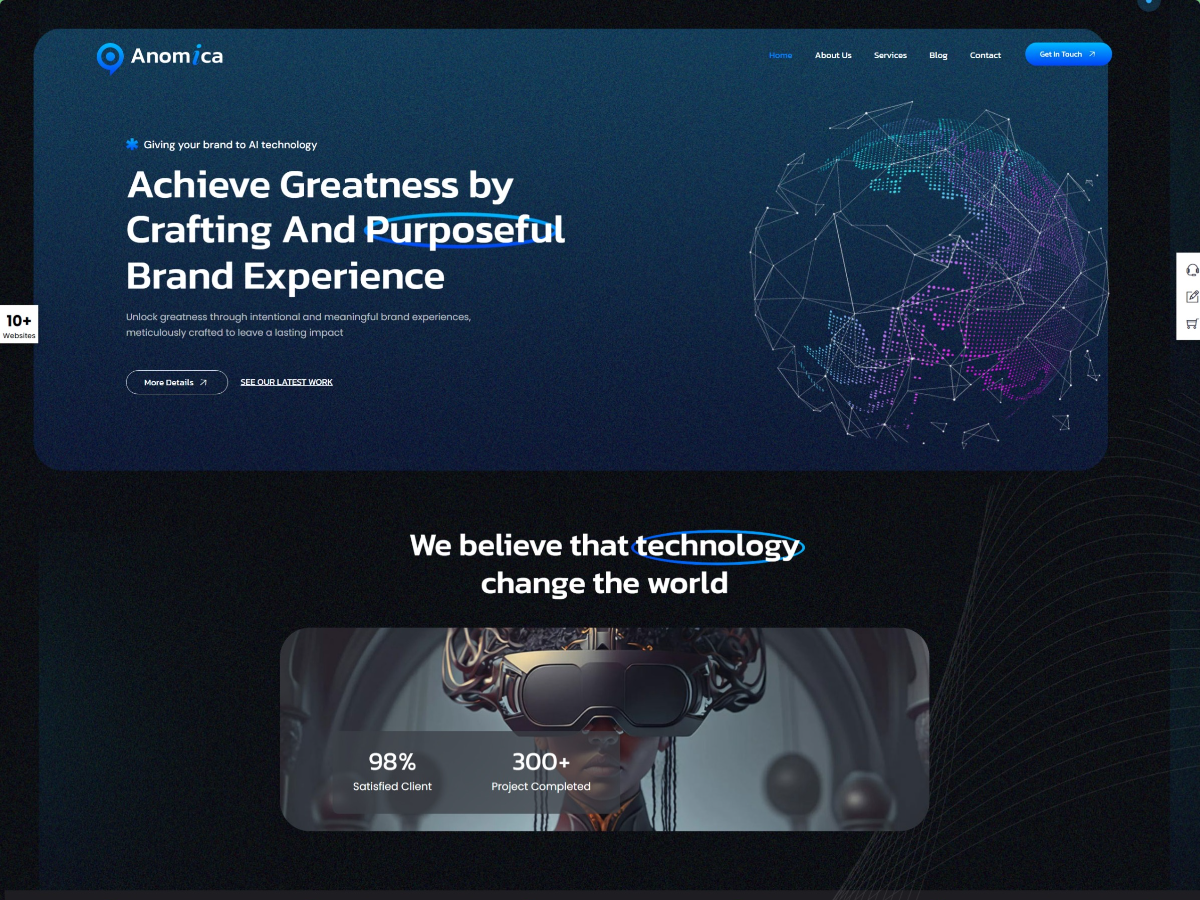 Anomica
Home About Us Services Blog Contact Get In Touch
Giving your brand to AI technology
Achieve Greatness by
Crafting And Purposeful
Brand Experience
Unlock greatness through intentional and meaningful brand experiences,
meticulously crafted to leave a lasting impact
More Details SEE OUR LATEST WORK
10+
Websites
We believe that technology
change the world
98% 300+
Satisfied Client Project Completed